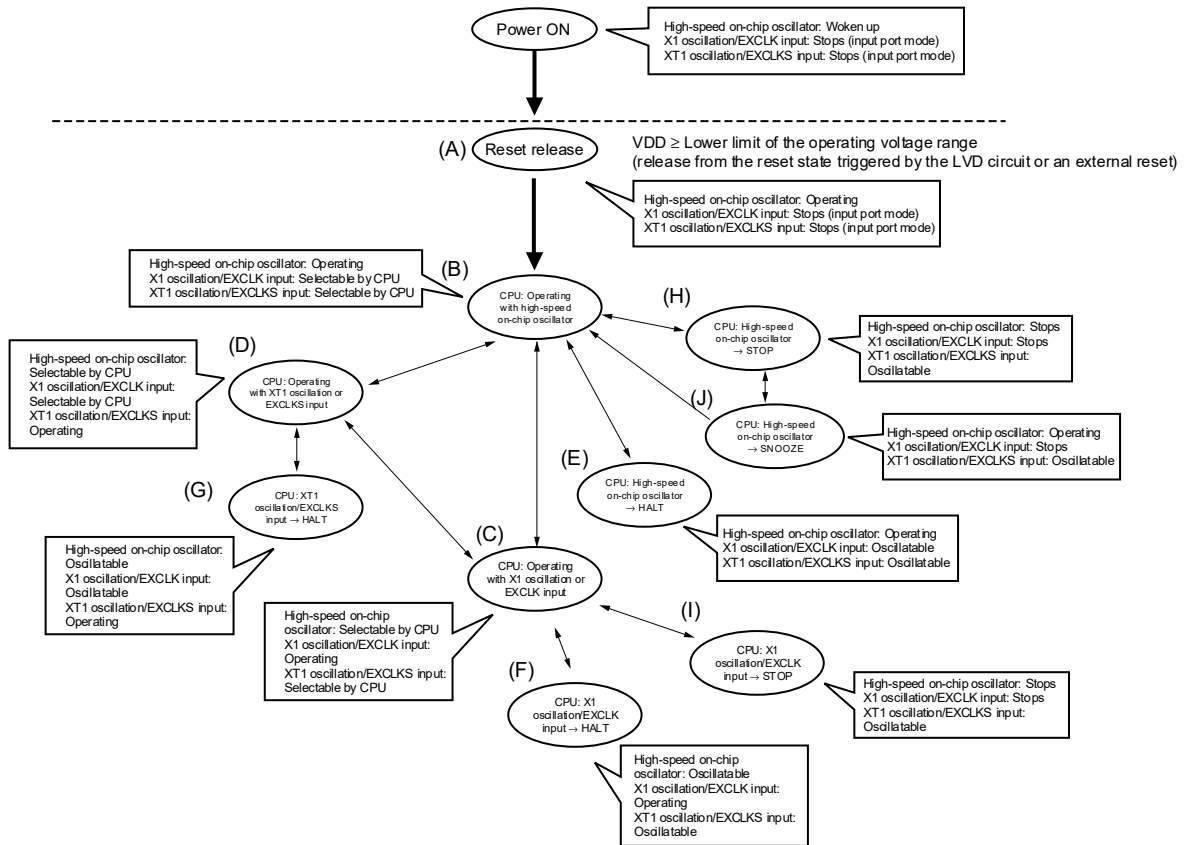 Power ON
High-speed on-chip oscillator: Woken up
X1 oscillation/EXCLK input: Stops (input port mode)
XT1 oscillation/EXCLKS input: Stops (input port mode)
(A)
Reset release
VDD ≥ Lower limit of the operating voltage range
(release from the reset state triggered by the LVD circuit or an external reset)
High-speed on-chip oscillator: Operating
X1 oscillation/EXCLK input: Stops (input port mode)
XT1 oscillation/EXCLKS input: Stops (input port mode)
High-speed on-chip oscillator: Operating
X1 oscillation/EXCLK input: Selectable by CPU
XT1 oscillation/EXCLKS input: Selectable by CPU
(B)
CPU: Operating
with high-speed
on-chip oscillator
(H)
CPU: High-speed
on-chip oscillator
→ STOP
High-speed on-chip oscillator: Stops
X1 oscillation/EXCLK input: Stops
XT1 oscillation/EXCLKS input:
Oscillatable
(D)
High-speed on-chip oscillator:
Selectable by CPU
X1 oscillation/EXCLK input:
Selectable by CPU
XT1 oscillation/EXCLKS input:
Operating
CPU: Operating
with XT1 oscillation or
EXCLKS input
(J)
CPU: High-speed
on-chip oscillator
→ SNOOZE
High-speed on-chip oscillator: Operating
X1 oscillation/EXCLK input: Stops
XT1 oscillation/EXCLKS input: Oscillatable
(E)
CPU: High-speed
on-chip oscillator
→ HALT
High-speed on-chip oscillator: Operating
X1 oscillation/EXCLK input: Oscillatable
XT1 oscillation/EXCLKS input: Oscillatable
(G)
CPU: XT1
oscillation/EXCLKS
input → HALT
High-speed on-chip oscillator:
Oscillatable
X1 oscillation/EXCLK input:
Oscillatable
XT1 oscillation/EXCLKS input:
Operating
(C)
CPU: Operating
with X1 oscillation or
EXCLK input
High-speed on-chip
oscillator: Selectable by CPU
X1 oscillation/EXCLK input:
Operating
XT1 oscillation/EXCLKS input:
Selectable by CPU
(I)
CPU: X1
oscillation/EXCLK
input → STOP
High-speed on-chip oscillator: Stops
X1 oscillation/EXCLK input: Stops
XT1 oscillation/EXCLKS input:
Oscillatable
(F)
CPU: X1
oscillation/EXCLK
input → HALT
High-speed on-chip
oscillator: Oscillatable
X1 oscillation/EXCLK input:
Operating
XT1 oscillation/EXCLKS input:
Oscillatable